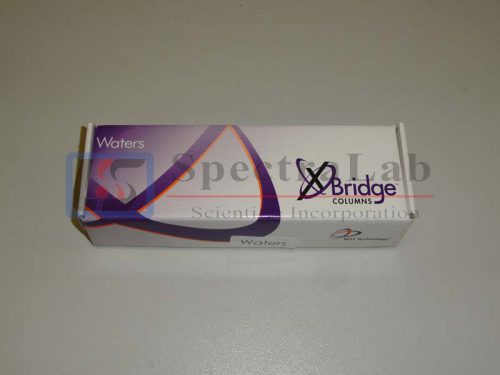 Waters
SpectraLab
Scientific Incorporation
XBridge
COLUMNS
Waters
BEH Technology